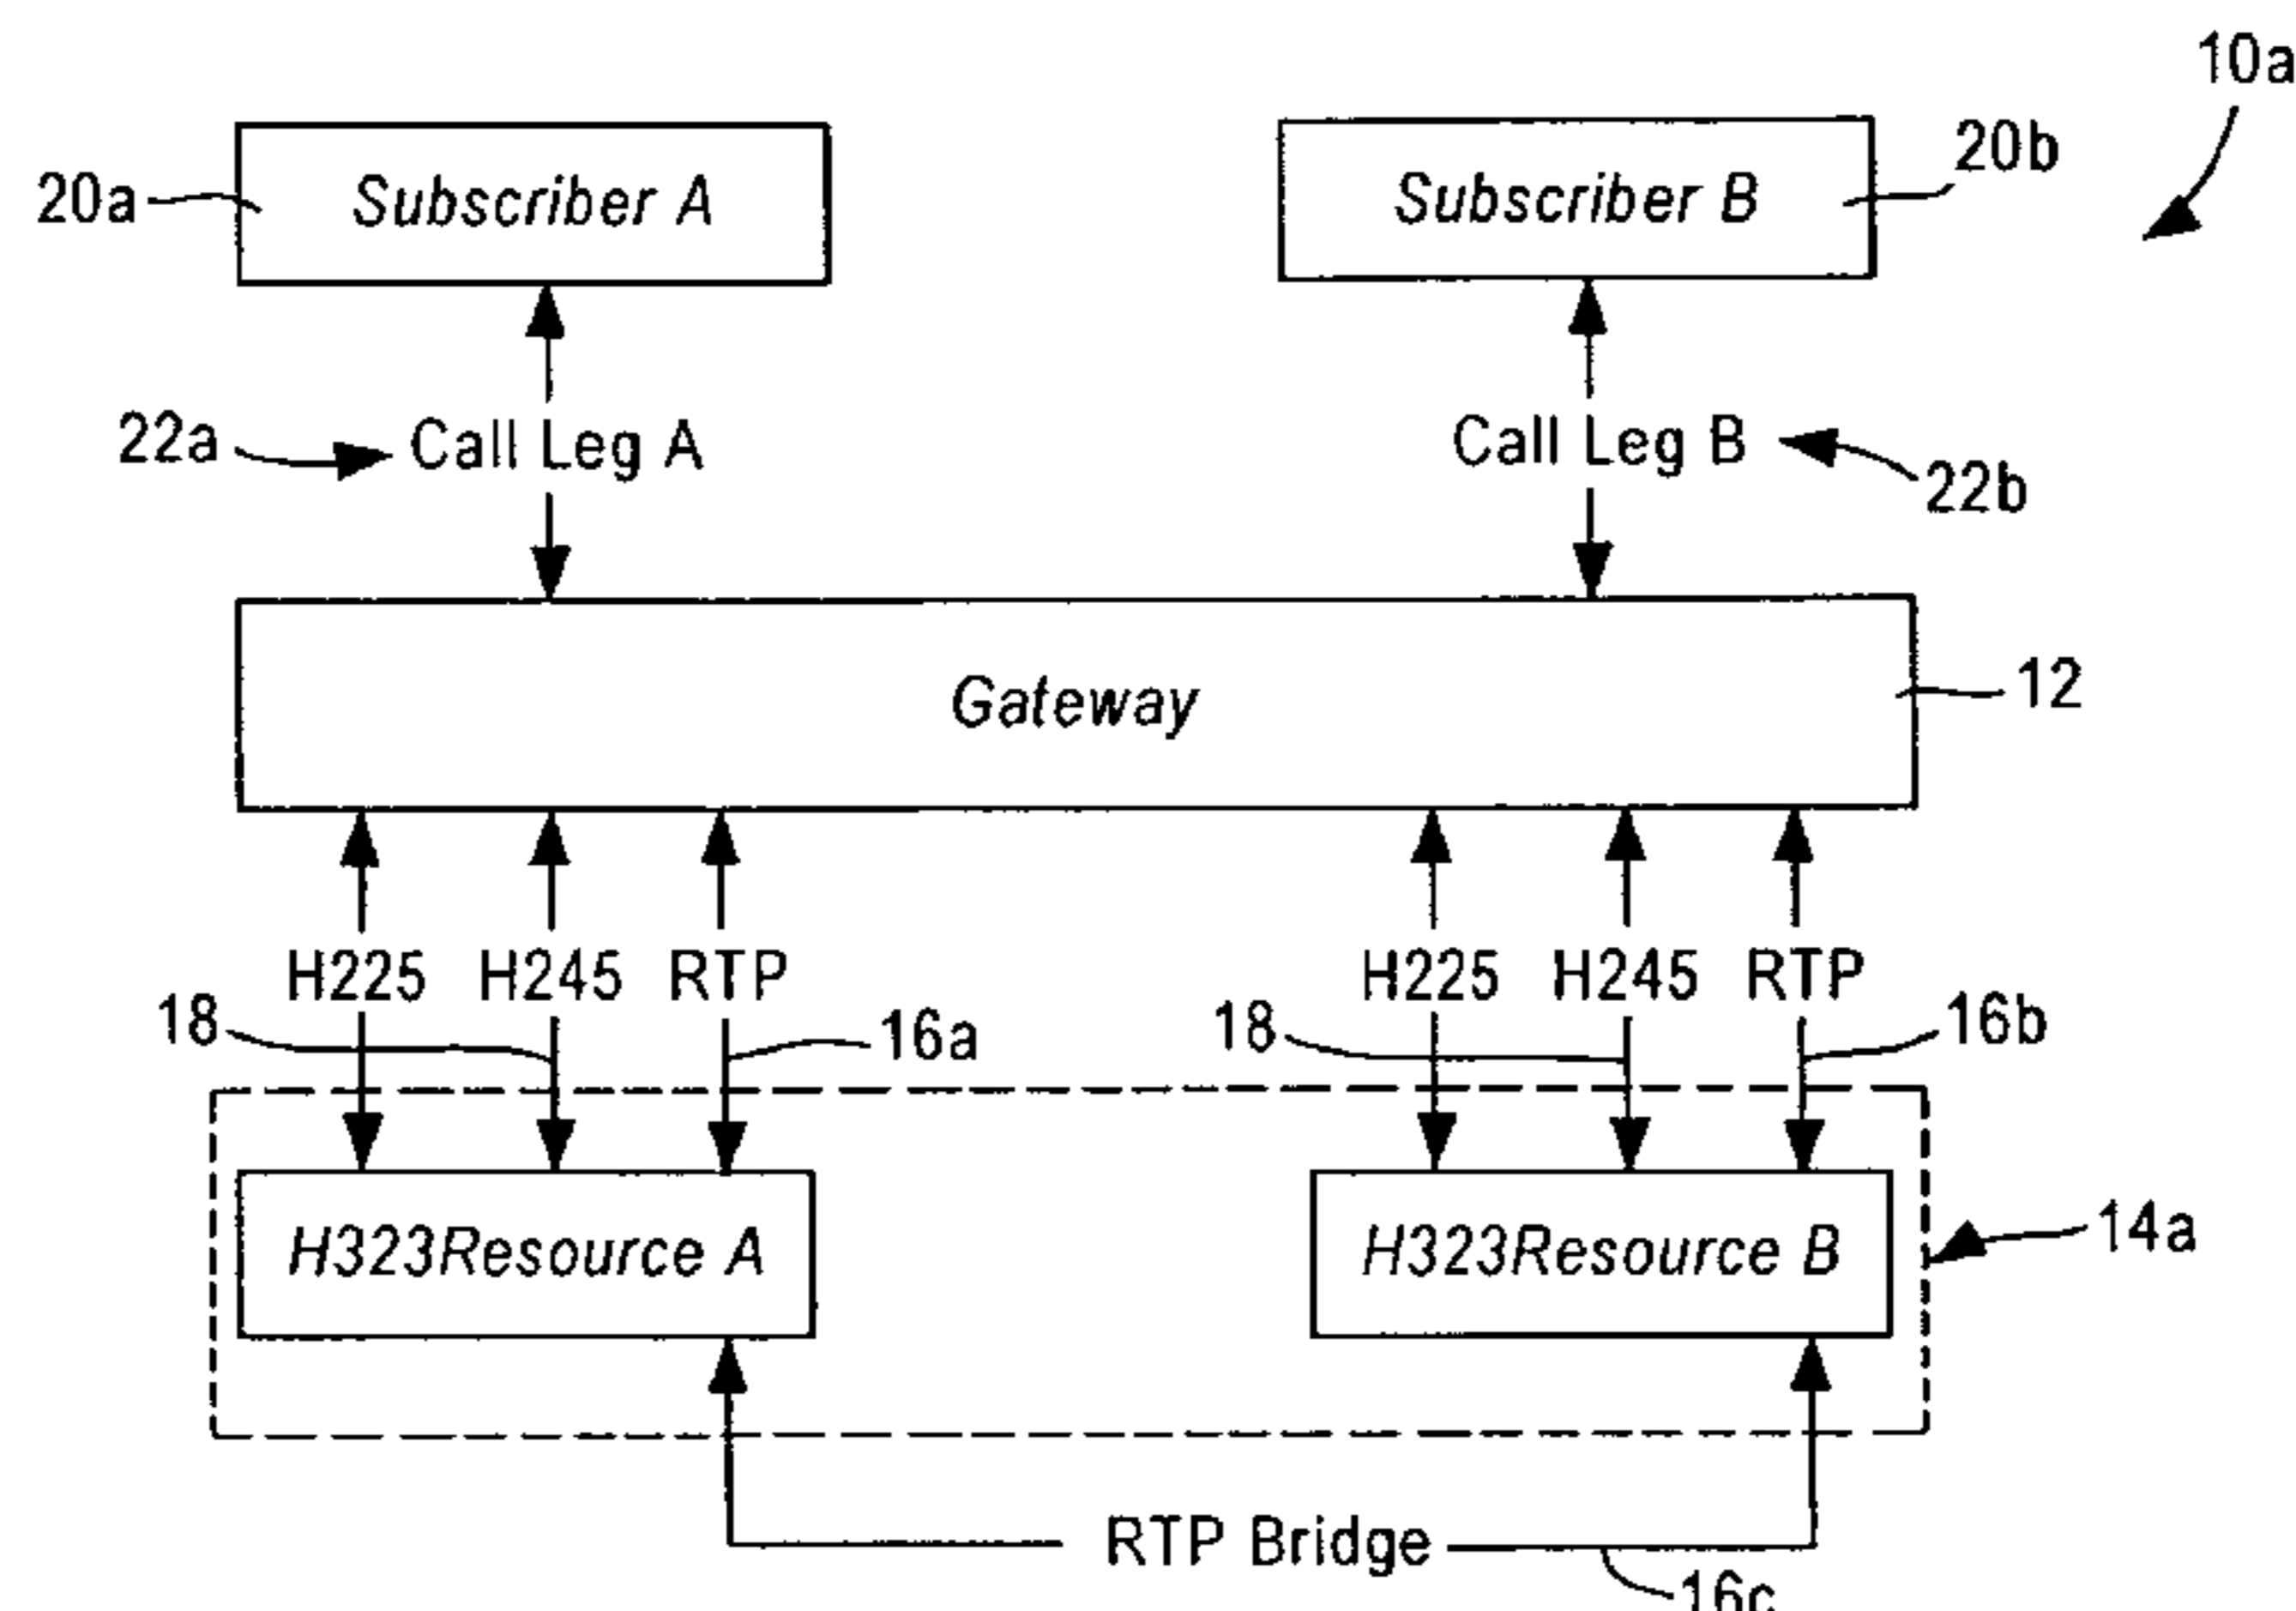 10a
20a
Subscriber A
Subscriber B
20b
22a
Call Leg A
Call Leg B
22b
Gateway
12
H225 H245 RTP
H225 H245 RTP
18
16a
18
16b
H323Resource A
H323Resource B
14a
RTP Bridge
16c